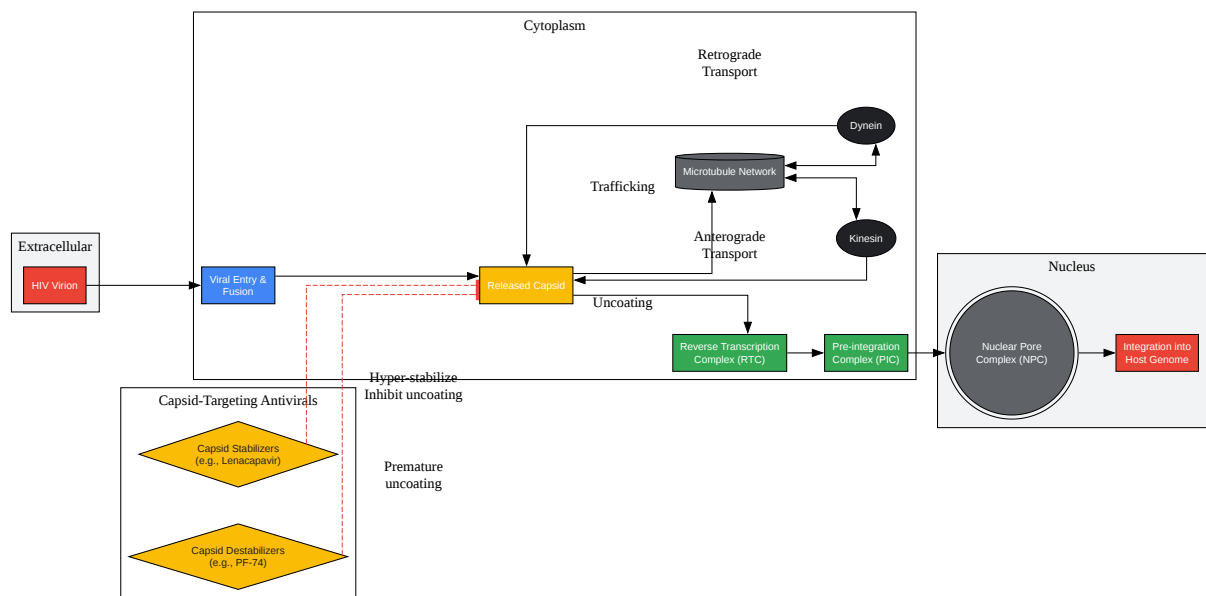 Cytoplasm
Retrograde
Transport
Dynein
Microtubule Network
Trafficking
Anterograde
Transport
Kinesin
Extracellular
HIV Virion
Viral Entry &
Fusion
Released Capsid
Uncoating
Reverse Transcription
Complex (RTC)
Pre-integration
Complex (PIC)
Nucleus
Nuclear Pore
Complex (NPC)
Integration into
Host Genome
Hyper-stabilize
Inhibit uncoating
Capsid-Targeting Antivirals
Capsid Stabilizers
(e.g., Lenacapavir)
Premature
uncoating
Capsid Destabilizers
(e.g., PF-74)